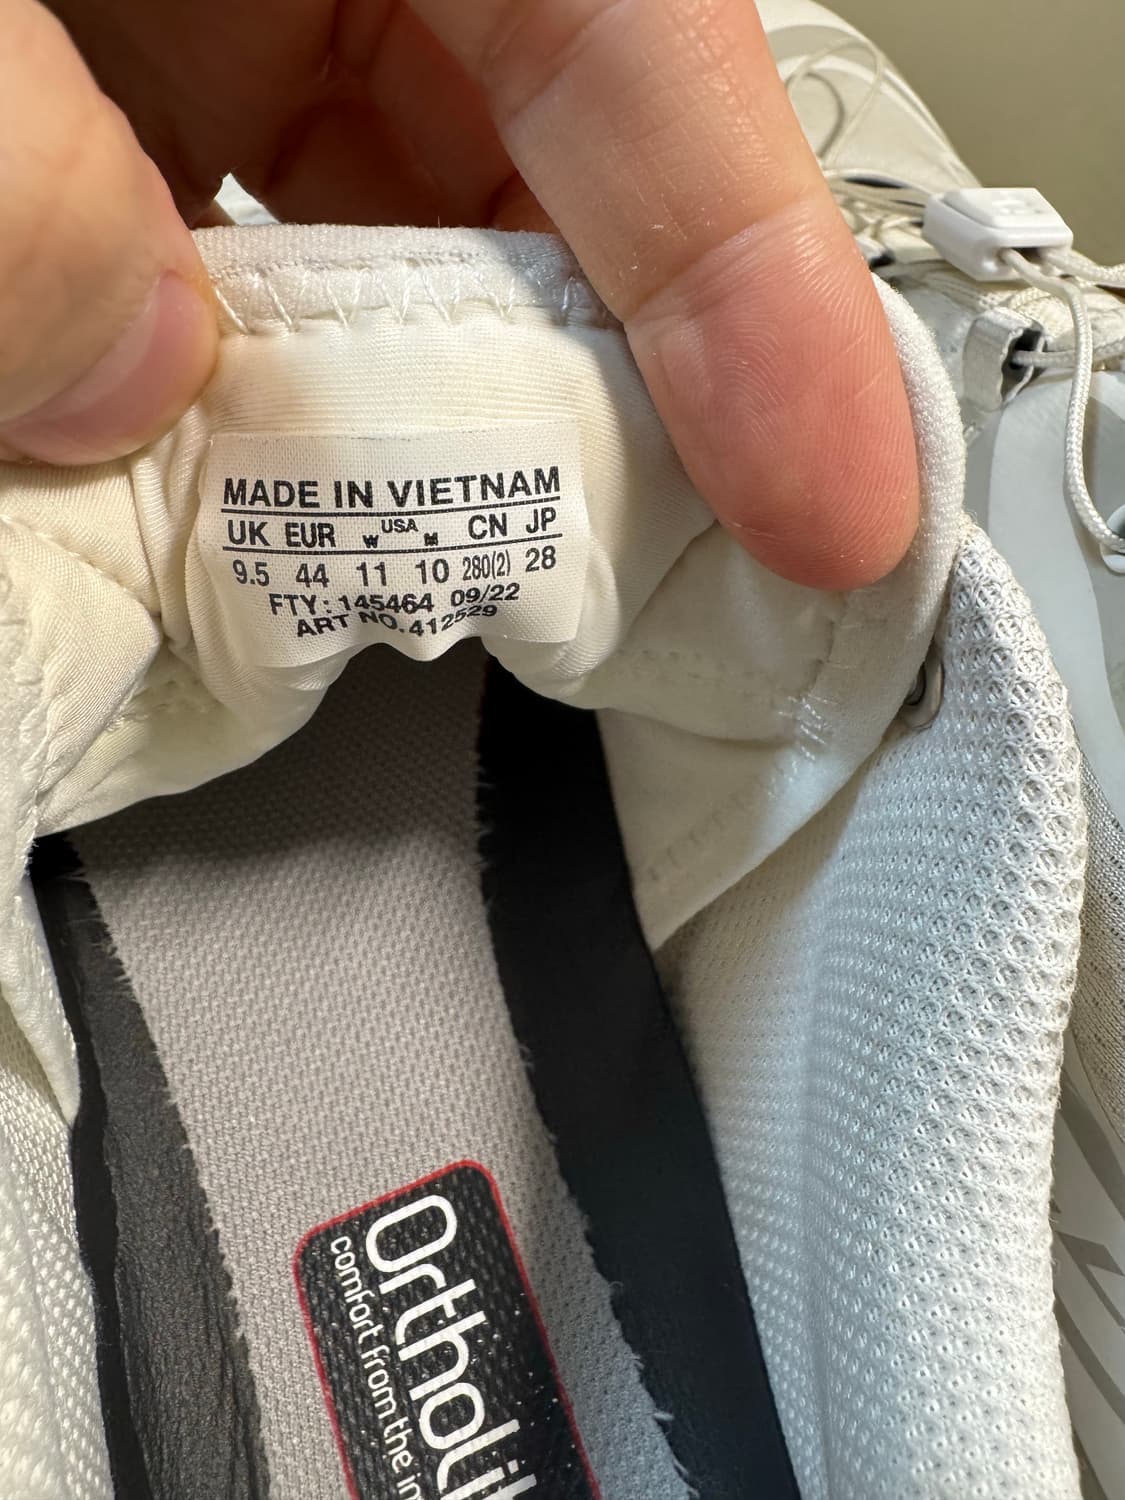 MADE IN VIETNAM
UK EUR W USA M CN JP
9.5 44 11 10 280(2) 28
FTY: 145464 09/22
ART NO. 412529
Ortholi
comfort from the in